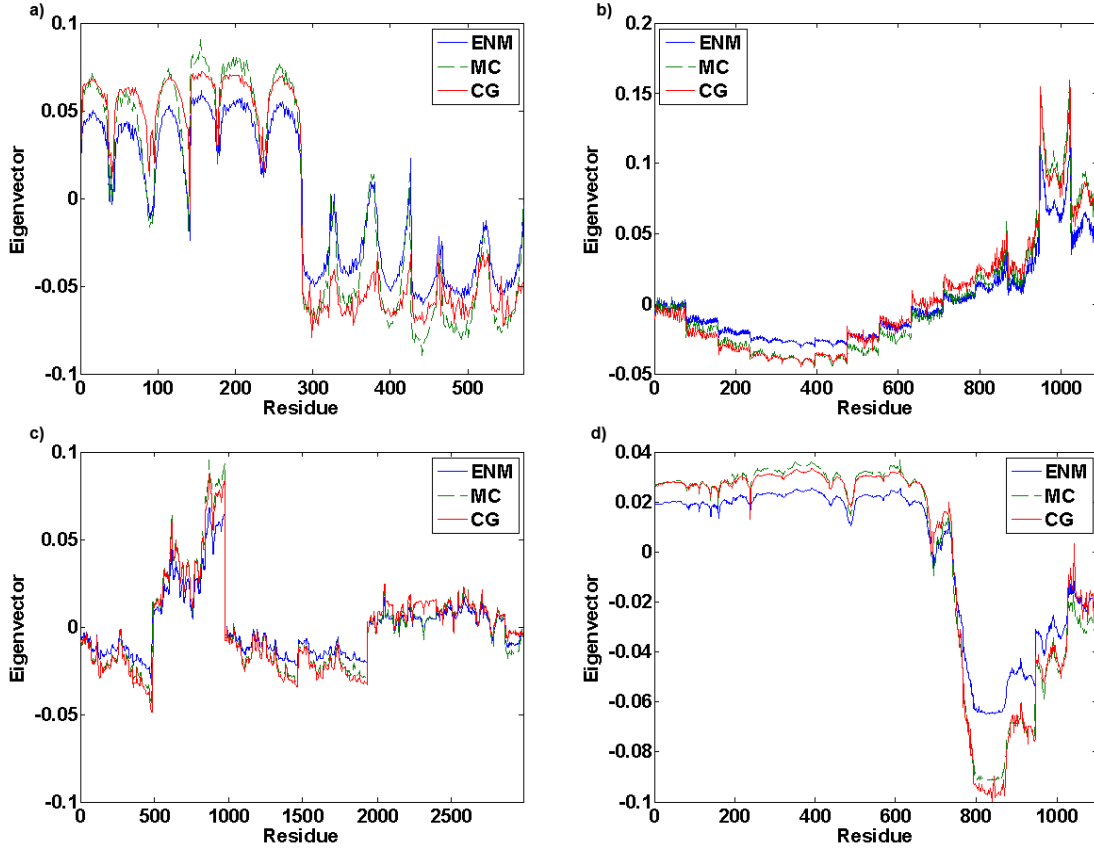 a)
0.1
0.05
0
-0.05
-0.1
Eigenvector
0 100 200 300 400 500
Residue
ENM
MC
CG
b)
0.2
0.15
0.1
0.05
0
-0.05
Eigenvector
0 200 400 600 800 1000
Residue
ENM
MC
CG
c)
0.1
0.05
0
-0.05
-0.1
Eigenvector
0 500 1000 1500 2000 2500
Residue
ENM
MC
CG
d)
0.04
0.02
0
-0.02
-0.04
-0.06
-0.08
-0.1
Eigenvector
0 200 400 600 800 1000
Residue
ENM
MC
CG